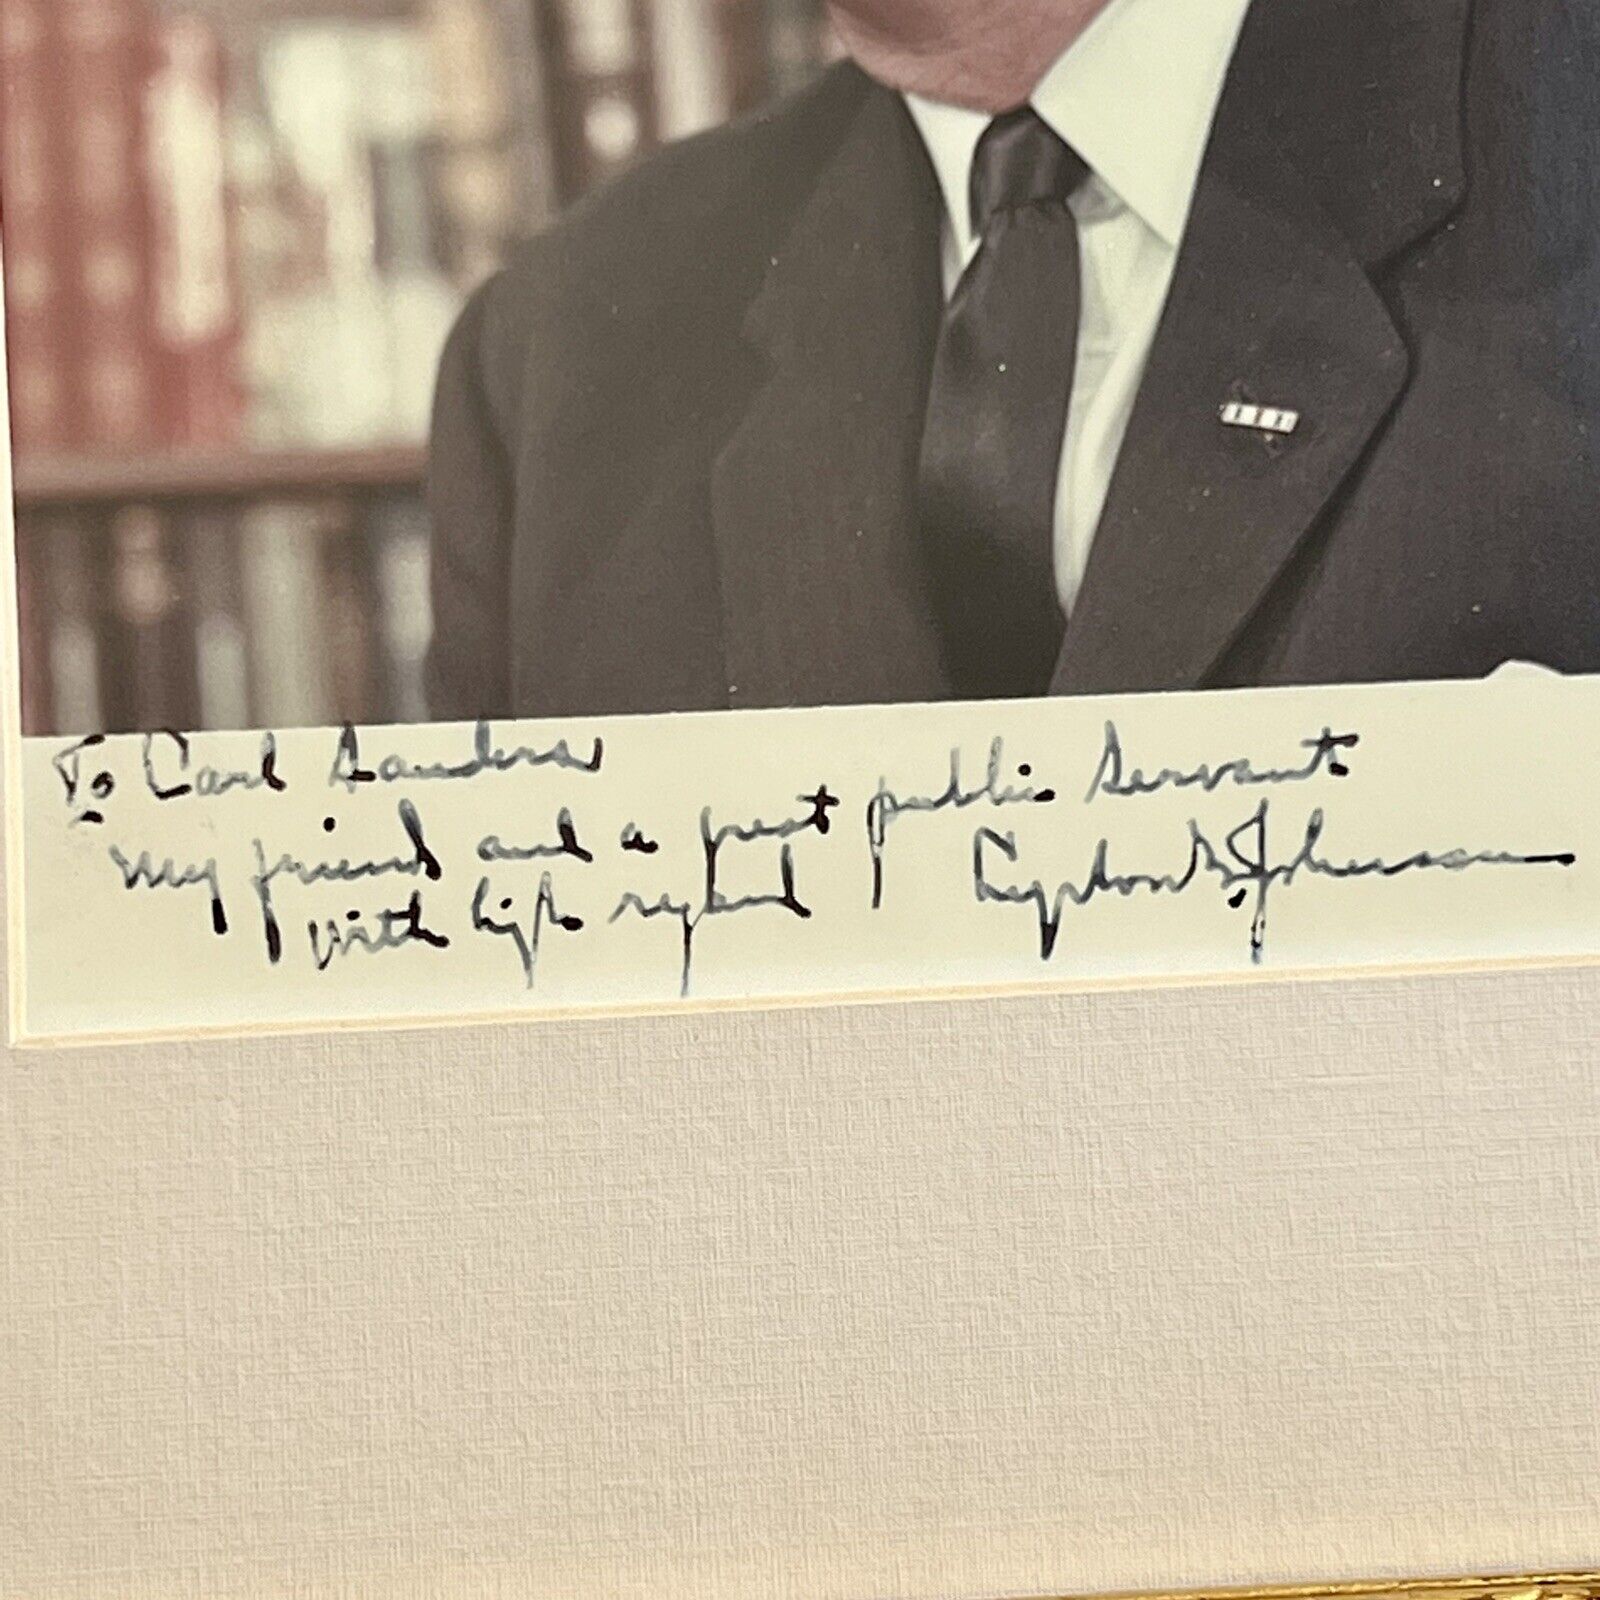 To Carl Sanders
my friend and a great public servant
with high regard Lyndon B. Johnson